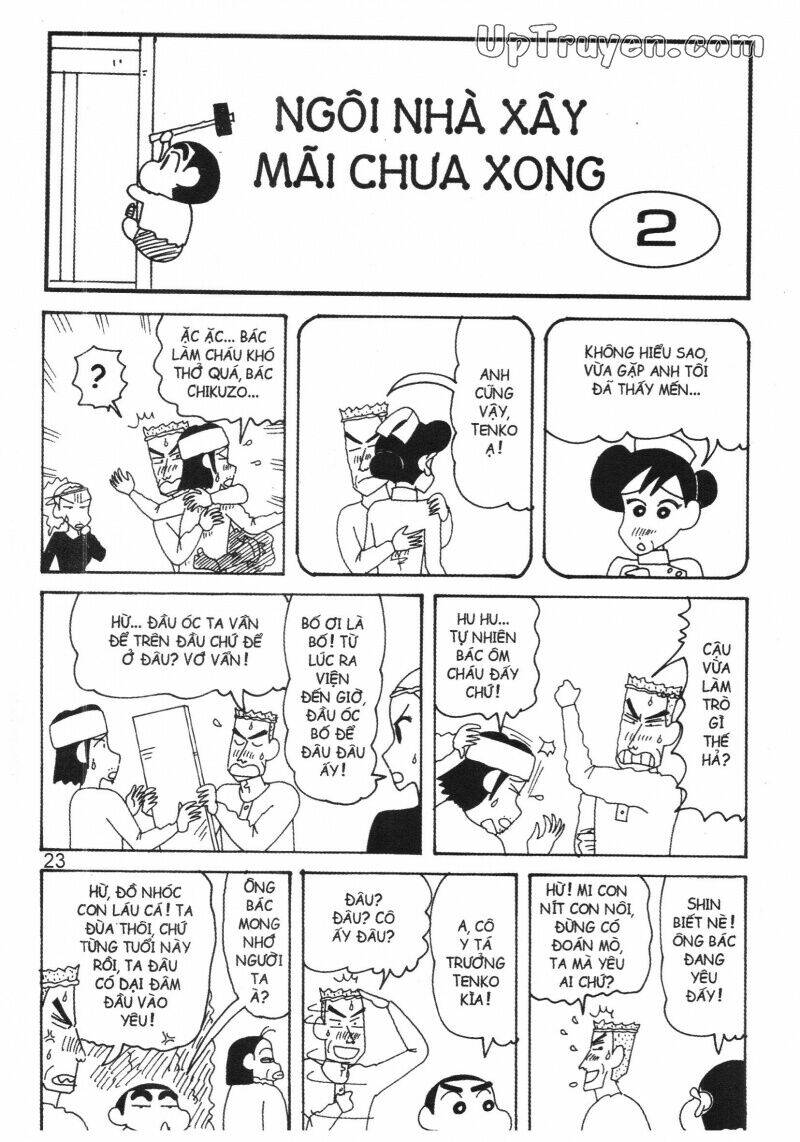 UpTruyen.com
NGÔI NHÀ XÂY
MÃI CHƯA XONG
2
KHÔNG HIỂU SAO,
VỪA GẶP ANH TÔI
ĐÃ THẤY MẾN...
ANH
CŨNG
VẬY,
TENKO
Ạ!
ẶC ẶC... BÁC
LÀM CHÁU KHÓ
THỞ QUÁ, BÁC
CHIKUZO...
?
CẬU
VỪA
LÀM
TRÒ
GÌ
THẾ
HẢ?
HU HU...
TỰ NHIÊN
BÁC ÔM
CHÁU ĐẤY
CHỨ!
BỐ ƠI LÀ
BỐ! TỪ
LÚC RA
VIỆN
ĐẾN GIỜ,
ĐẦU ÓC
BỐ ĐỂ
ĐÂU ĐÂU
ẤY!
HỪ... ĐẦU ÓC TA VẪN
ĐỂ TRÊN ĐẦU CHỨ ĐỂ
Ở ĐÂU? VỚ VẨN!
23
SHIN
BIẾT NÈ!
ÔNG BÁC
ĐANG
YÊU
ĐẤY!
HỪ! MI CON
NÍT CON NÔI,
ĐỪNG CÓ
ĐOÁN MÒ,
TA MÀ YÊU
AI CHỨ?
A, CÔ
Y TÁ
TRƯỞNG
TENKO
KÌA!
ĐÂU?
ĐÂU? CÔ
ẤY ĐÂU?
ÔNG
BÁC
MONG
NHỚ
NGƯỜI
TA
À?
HỪ, ĐỒ NHÓC
CON LÁU CÁ! TA
ĐÙA THÔI, CHỨ
TỪNG TUỔI NÀY
RỒI, TA ĐÂU
CÓ DẠI ĐÂM
ĐẦU VÀO
YÊU!